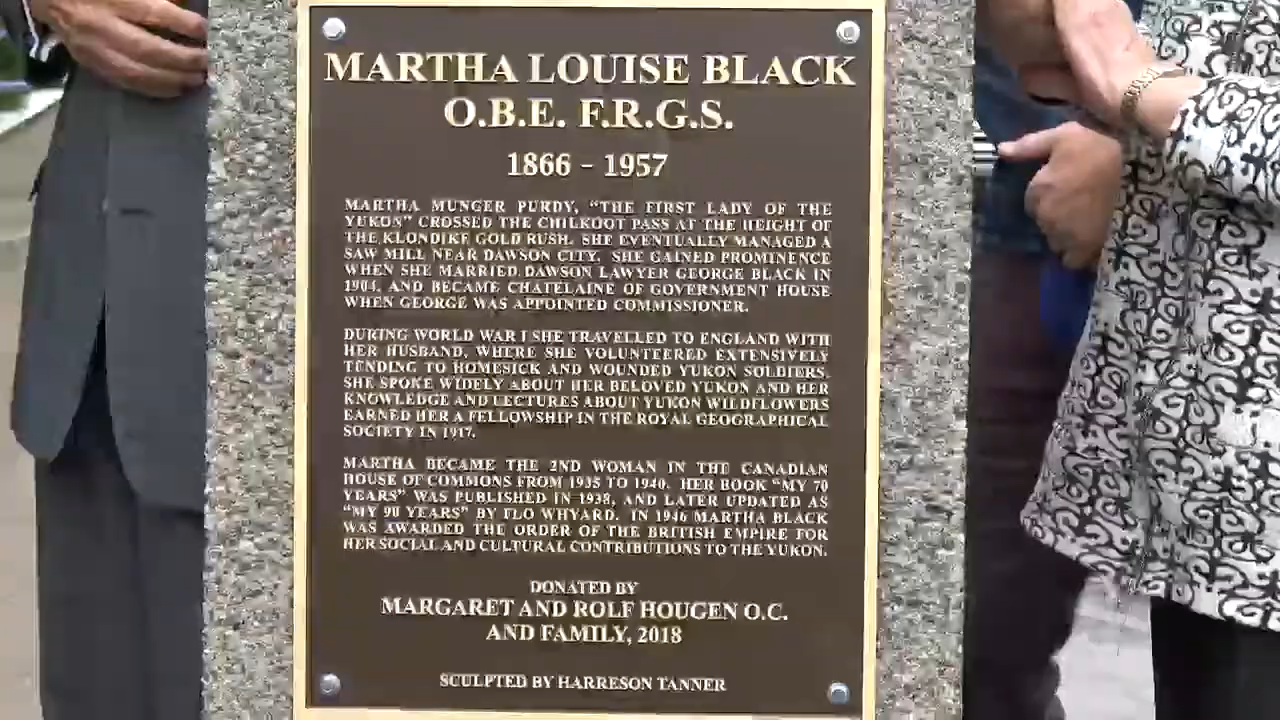 MARTHA LOUISE BLACK
O.B.E. F.R.G.S.
1866 - 1957
MARTHA MUNGER PURDY, "THE FIRST LADY OF THE
YUKON" CROSSED THE CHILKOOT PASS AT THE HEIGHT OF
THE KLONDIKE GOLD RUSH. SHE EVENTUALLY MANAGED A
SAW MILL NEAR DAWSON CITY. SHE GAINED PROMINENCE
WHEN SHE MARRIED DAWSON LAWYER GEORGE BLACK IN
1904, AND BECAME CHATELAINE OF GOVERNMENT HOUSE
WHEN GEORGE WAS APPOINTED COMMISSIONER.
DURING WORLD WAR I SHE TRAVELLED TO ENGLAND WITH
HER HUSBAND, WHERE SHE VOLUNTEERED EXTENSIVELY
TENDING TO HOMESICK AND WOUNDED YUKON SOLDIERS.
SHE SPOKE WIDELY ABOUT HER BELOVED YUKON AND HER
KNOWLEDGE AND LECTURES ABOUT YUKON WILDFLOWERS
EARNED HER A FELLOWSHIP IN THE ROYAL GEOGRAPHICAL
SOCIETY IN 1917.
MARTHA BECAME THE 2ND WOMAN IN THE CANADIAN
HOUSE OF COMMONS FROM 1935 TO 1940. HER BOOK "MY 70
YEARS" WAS PUBLISHED IN 1938, AND LATER UPDATED AS
"MY 90 YEARS" BY FLO WHYARD. IN 1946 MARTHA BLACK
WAS AWARDED THE ORDER OF THE BRITISH EMPIRE FOR
HER SOCIAL AND CULTURAL CONTRIBUTIONS TO THE YUKON.
DONATED BY
MARGARET AND ROLF HOUGEN O.C.
AND FAMILY, 2018
SCULPTED BY HARRESON TANNER